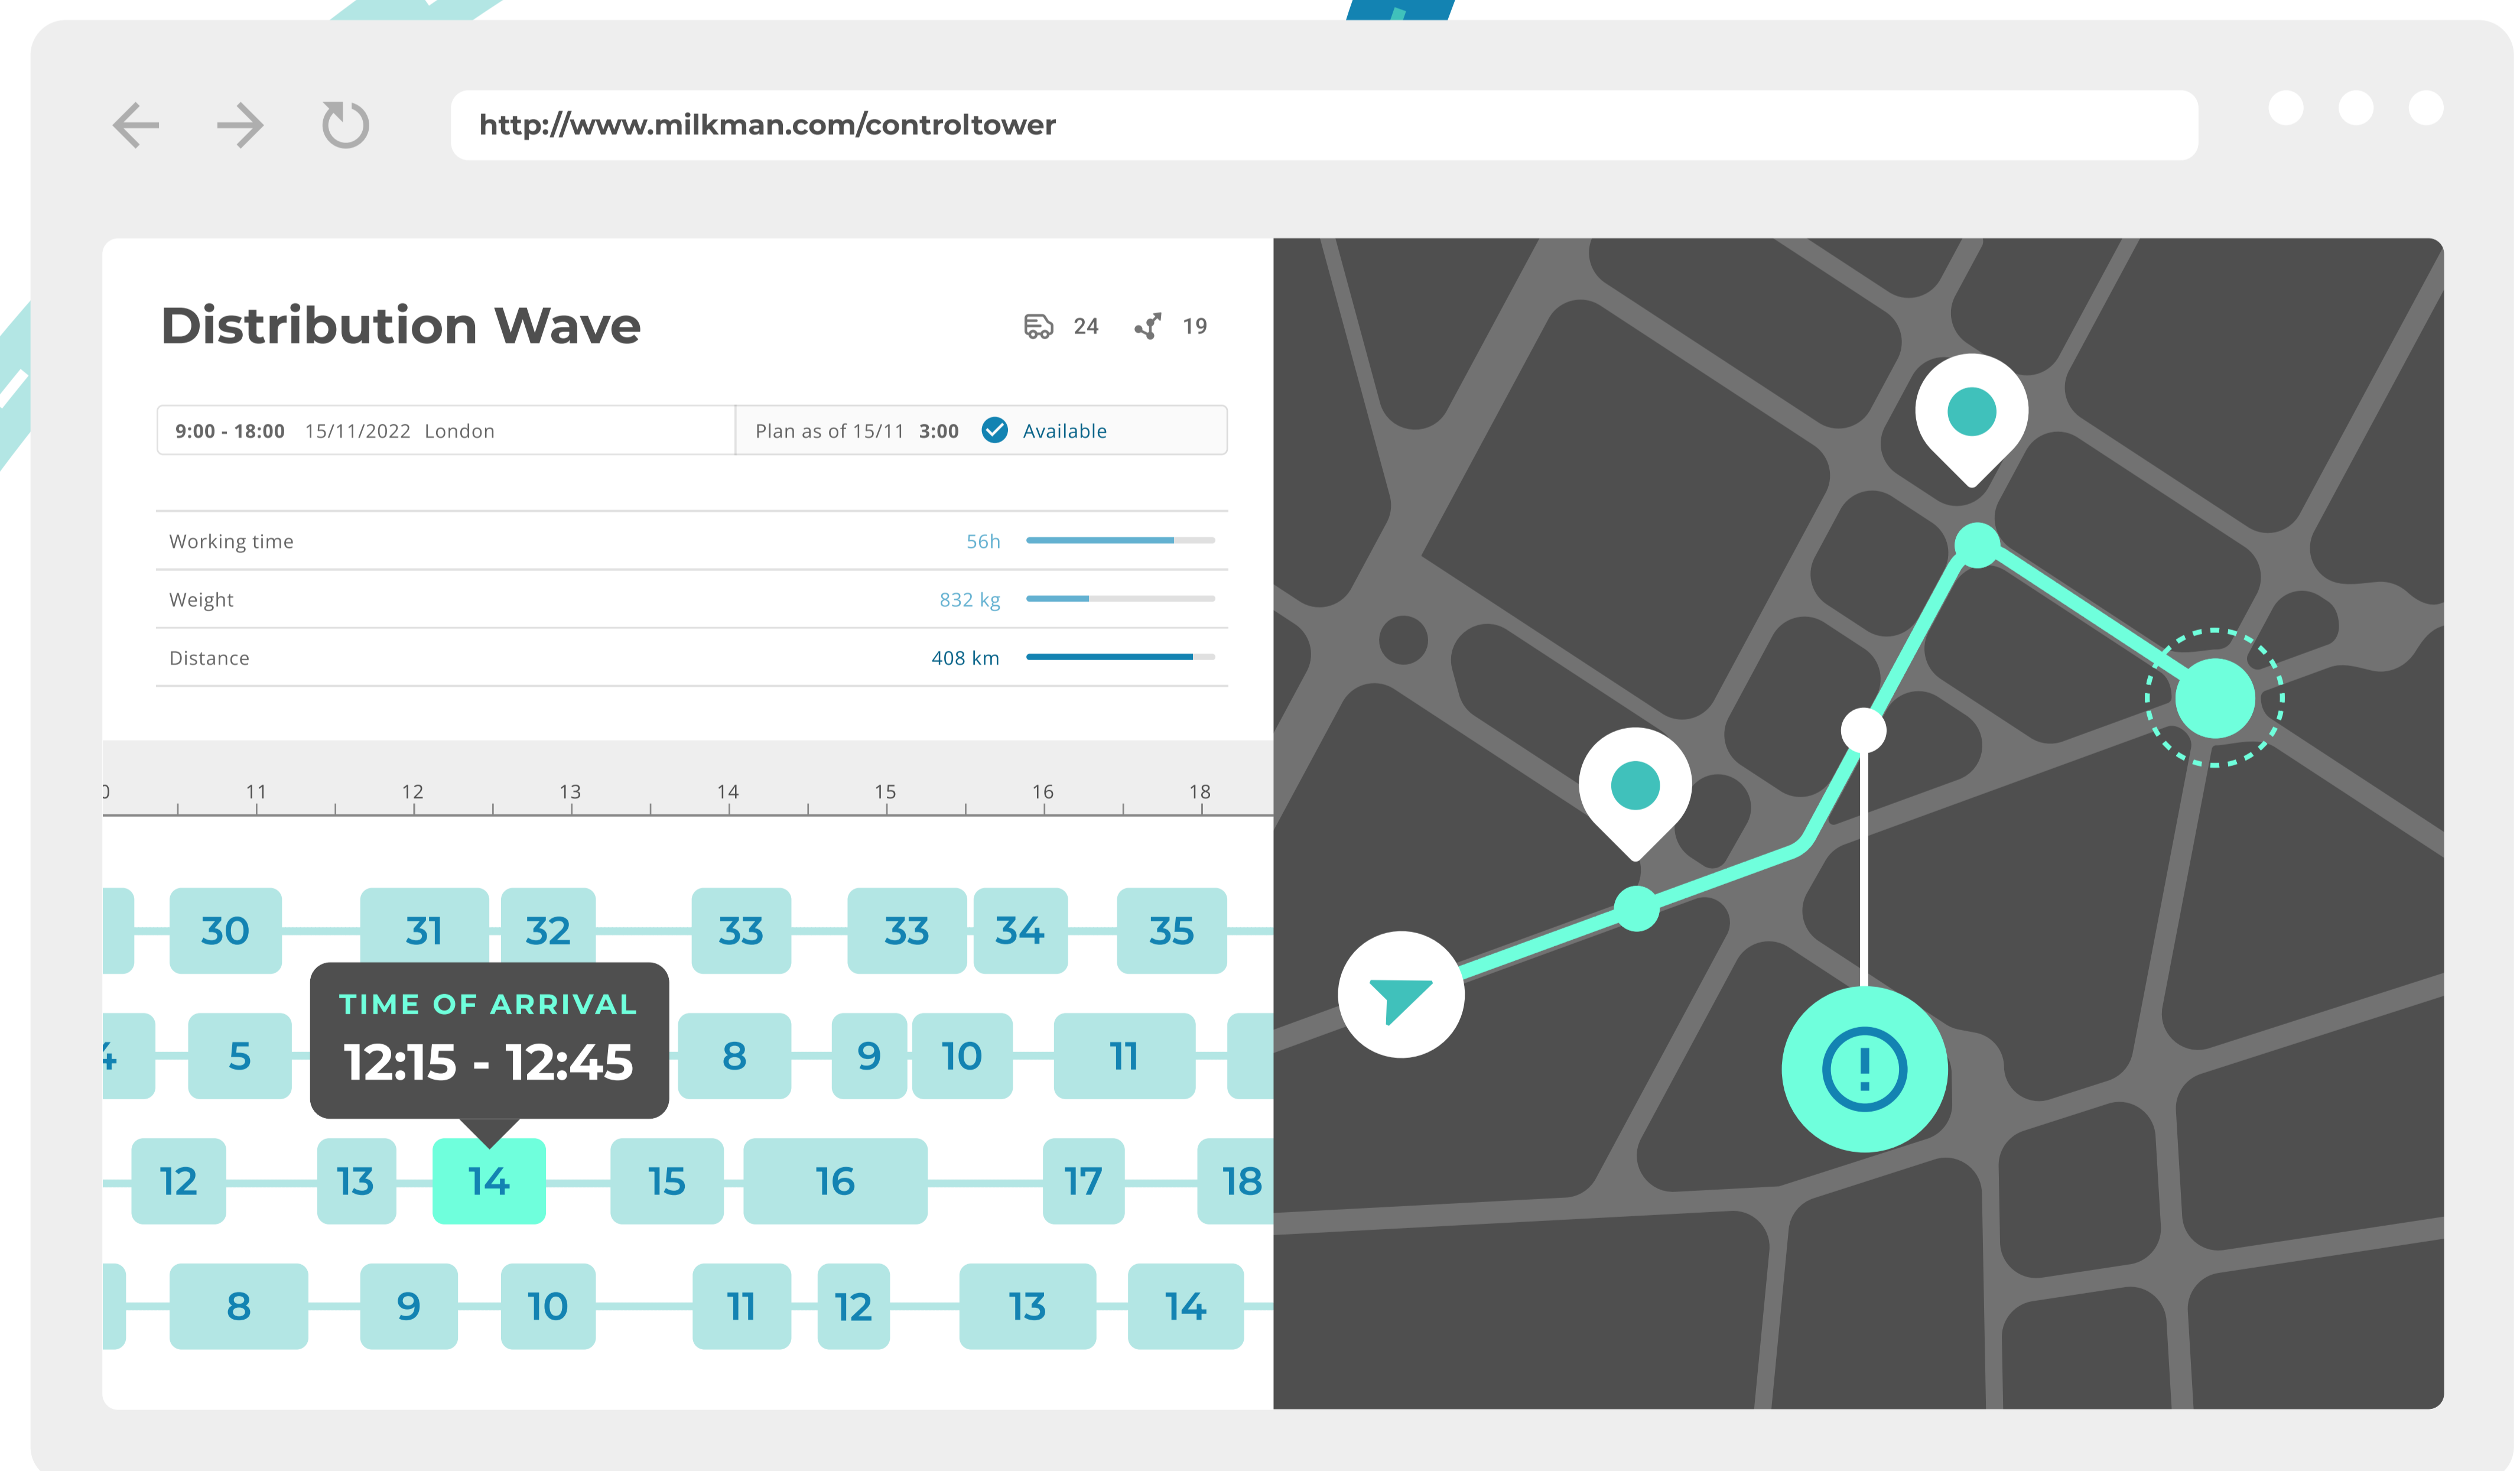 http://www.milkman.com/controltower
Distribution Wave 24 19
9:00 - 18:00 15/11/2022 London Plan as of 15/11 3:00 Available
Working time 56h
Weight 832 kg
Distance 408 km
11 12 13 14 15 16 18
30 31 32 33 33 34 35
TIME OF ARRIVAL
12:15 - 12:45
5 8 9 10 11
12 13 14 15 16 17 18
8 9 10 11 12 13 14